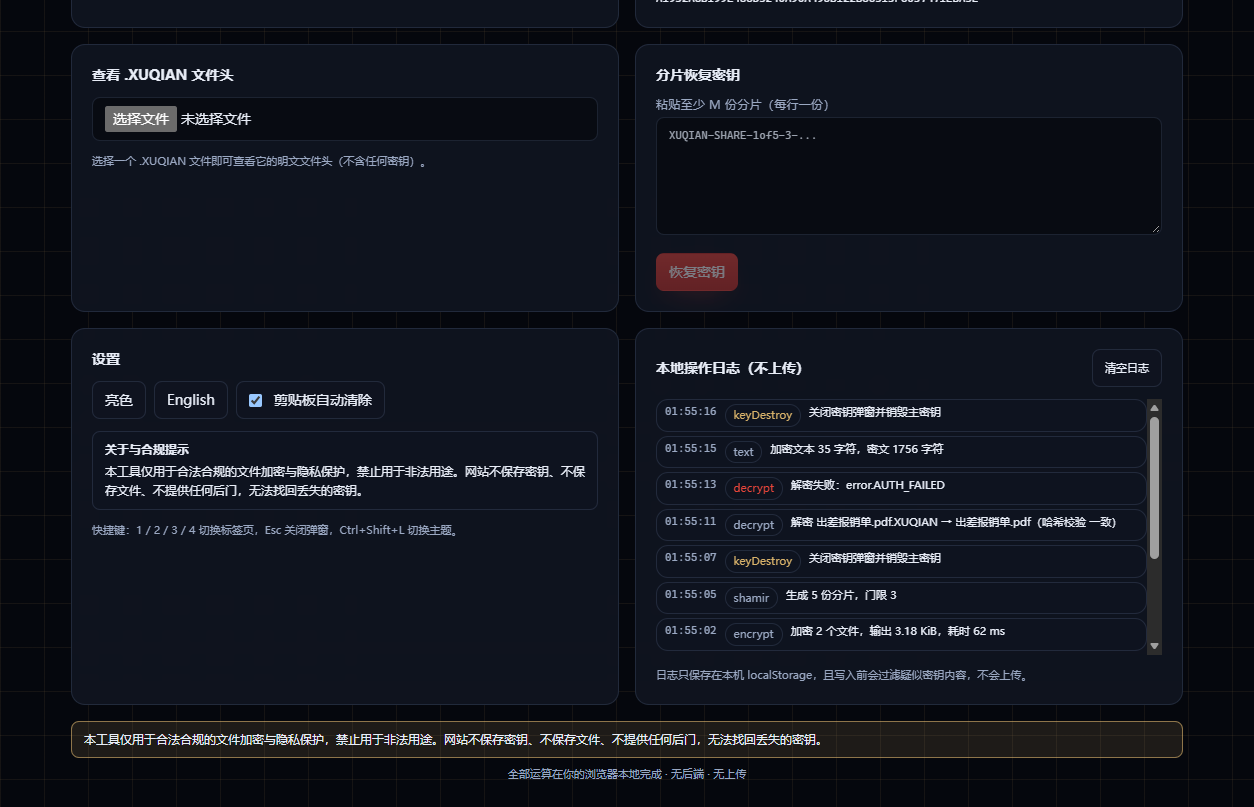 查看 .XUQIAN 文件头
选择文件 未选择文件
选择一个 .XUQIAN 文件即可查看它的明文文件头（不含任何密钥）。
分片恢复密钥
粘贴至少 M 份分片（每行一份）
XUQIAN-SHARE-1of5-3-...
恢复密钥
设置
亮色
English
剪贴板自动清除
关于与合规提示
本工具仅用于合法合规的文件加密与隐私保护，禁止用于非法用途。网站不保存密钥、不保
存文件、不提供任何后门，无法找回丢失的密钥。
快捷键：1 / 2 / 3 / 4 切换标签页，Esc 关闭弹窗，Ctrl+Shift+L 切换主题。
本地操作日志（不上传）
清空日志
01:55:16 keyDestroy 关闭密钥弹窗并销毁主密钥
01:55:15 text 加密文本 35 字符，密文 1756 字符
01:55:13 decrypt 解密失败：error.AUTH_FAILED
01:55:11 decrypt 解密 出差报销单.pdf.XUQIAN → 出差报销单.pdf（哈希校验 一致）
01:55:07 keyDestroy 关闭密钥弹窗并销毁主密钥
01:55:05 shamir 生成 5 份分片，门限 3
01:55:02 encrypt 加密 2 个文件，输出 3.18 KiB，耗时 62 ms
日志只保存在本机 localStorage，且写入前会过滤疑似密钥内容，不会上传。
本工具仅用于合法合规的文件加密与隐私保护，禁止用于非法用途。网站不保存密钥、不保存文件、不提供任何后门，无法找回丢失的密钥。
全部运算在你的浏览器本地完成 · 无后端 · 无上传